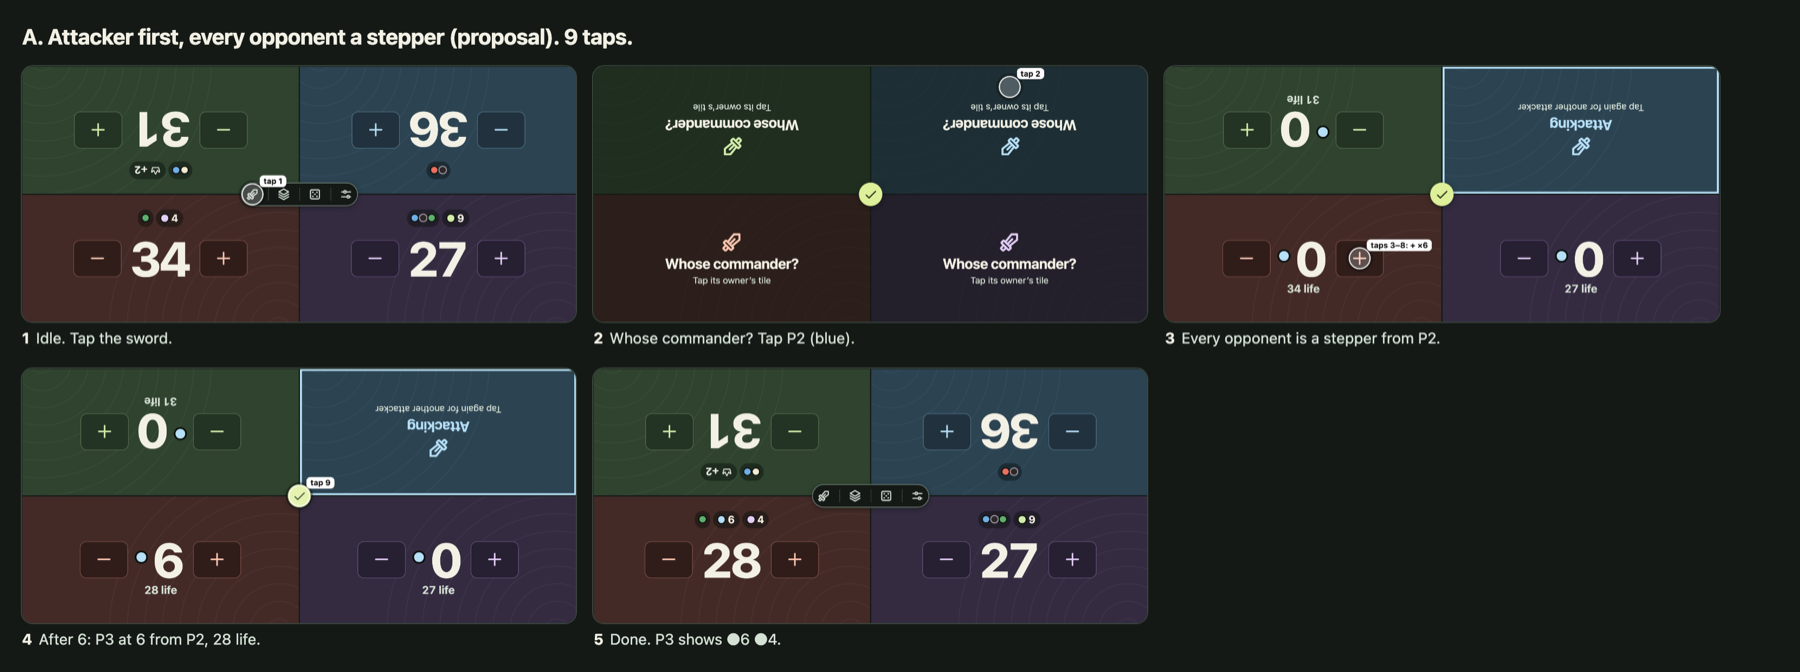 A. Attacker first, every opponent a stepper (proposal). 9 taps.
+ 31 −
+2
+ 36 −
tap 1
4
− 34 +
9
− 27 +
1 Idle. Tap the sword.
tap 2
Tap its owner's tile
Whose commander?
Tap its owner's tile
Whose commander?
Whose commander?
Tap its owner's tile
Whose commander?
Tap its owner's tile
2 Whose commander? Tap P2 (blue).
31 life
+ 0 −
Tap again for another attacker
Attacking
taps 3–8: + ×6
− 0 +
34 life
− 0 +
27 life
3 Every opponent is a stepper from P2.
31 life
+ 0 −
Tap again for another attacker
Attacking
tap 9
− 6 +
28 life
− 0 +
27 life
4 After 6: P3 at 6 from P2, 28 life.
+ 31 −
+2
+ 36 −
6 4
− 28 +
9
− 27 +
5 Done. P3 shows ●6 ●4.